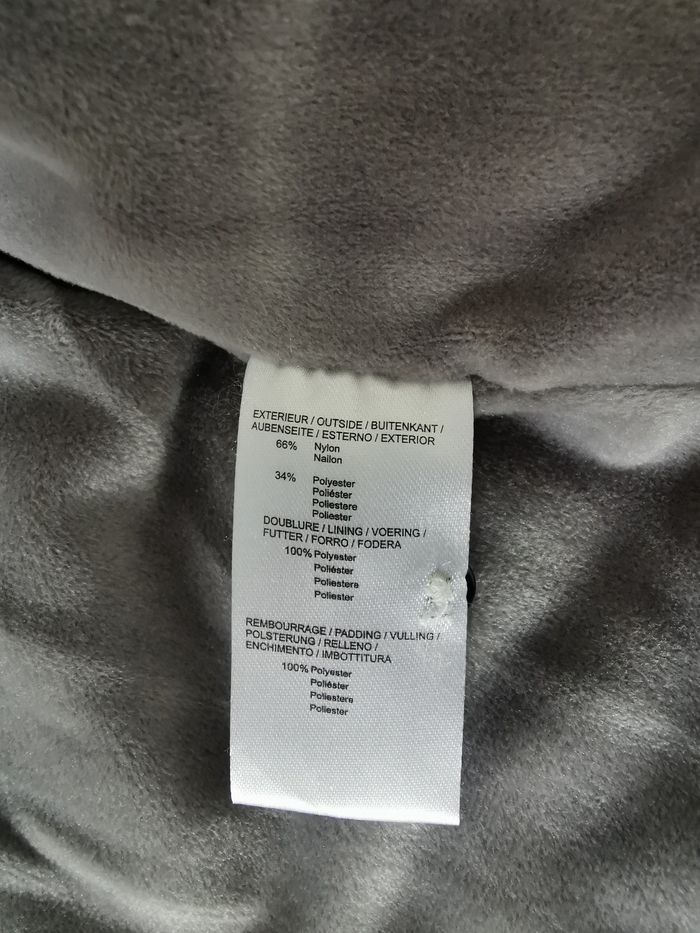 EXTERIEUR / OUTSIDE / BUITENKANT /
AUBENSEITE / ESTERNO / EXTERIOR
66% Nylon
Nailon
34% Polyester
Poliéster
Poliestere
Poliester
DOUBLURE / LINING / VOERING /
FUTTER / FORRO / FODERA
100% Polyester
Poliéster
Poliestere
Poliester
REMBOURRAGE / PADDING / VULLING /
POLSTERUNG / RELLENO /
ENCHIMENTO / IMBOTTITURA
100% Polyester
Poliéster
Poliestere
Poliester